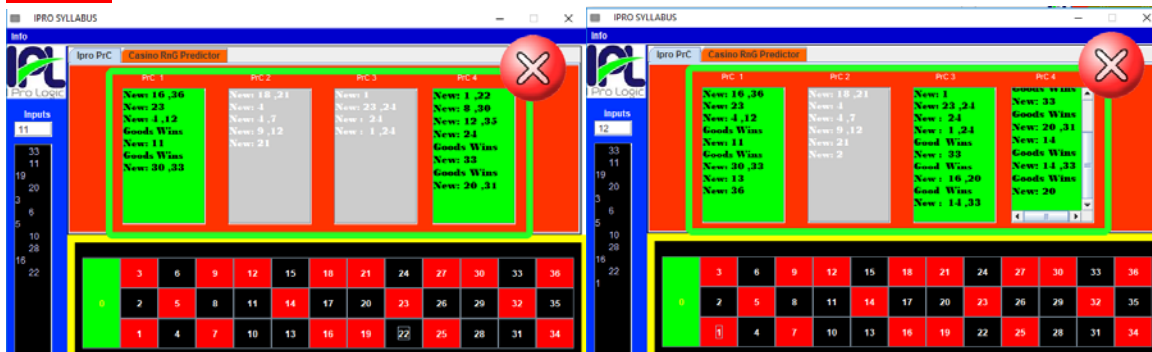 IPRO SYLLABUS
Info
IPL
Pro Logic
Ipro PrC
Casino RnG Predictor
Inputs
11
33
11
19
20
3
6
5
10
28
16
22
PrC 1
New: 16 ,36
New: 23
New: 4 ,12
Goods Wins
New: 11
Goods Wins
New: 30 ,33
PrC 2
New: 18 ,21
New: 4
New: 4 ,7
New: 9 ,12
New: 21
PrC 3
New: 1
New: 23 ,24
New : 24
New : 1 ,24
PrC 4
New: 1 ,22
New: 8 ,30
New: 12 ,35
New: 24
Goods Wins
New: 33
Goods Wins
New: 20 ,31
3 6 9 12 15 18 21 24 27 30 33 36
0
2 5 8 11 14 17 20 23 26 29 32 35
1 4 7 10 13 16 19 22 25 28 31 34
IPRO SYLLABUS
Info
IPL
Pro Logic
Ipro PrC
Casino RnG Predictor
Inputs
12
33
11
19
20
3
6
5
10
28
16
22
1
PrC 1
New: 16 ,36
New: 23
New: 4 ,12
Goods Wins
New: 11
Goods Wins
New: 30 ,33
New: 13
New: 36
PrC 2
New: 18 ,21
New: 4
New: 4 ,7
New: 9 ,12
New: 21
New: 2
PrC 3
New: 1
New: 23 ,24
New : 24
New : 1 ,24
Good Wins
New : 33
New : 16 ,20
Good Wins
New : 14 ,33
PrC 4
Goods Wins
New: 33
Goods Wins
New: 20 ,31
New: 14
Goods Wins
New: 14 ,33
Goods Wins
New: 20
3 6 9 12 15 18 21 24 27 30 33 36
0
2 5 8 11 14 17 20 23 26 29 32 35
1 4 7 10 13 16 19 22 25 28 31 34